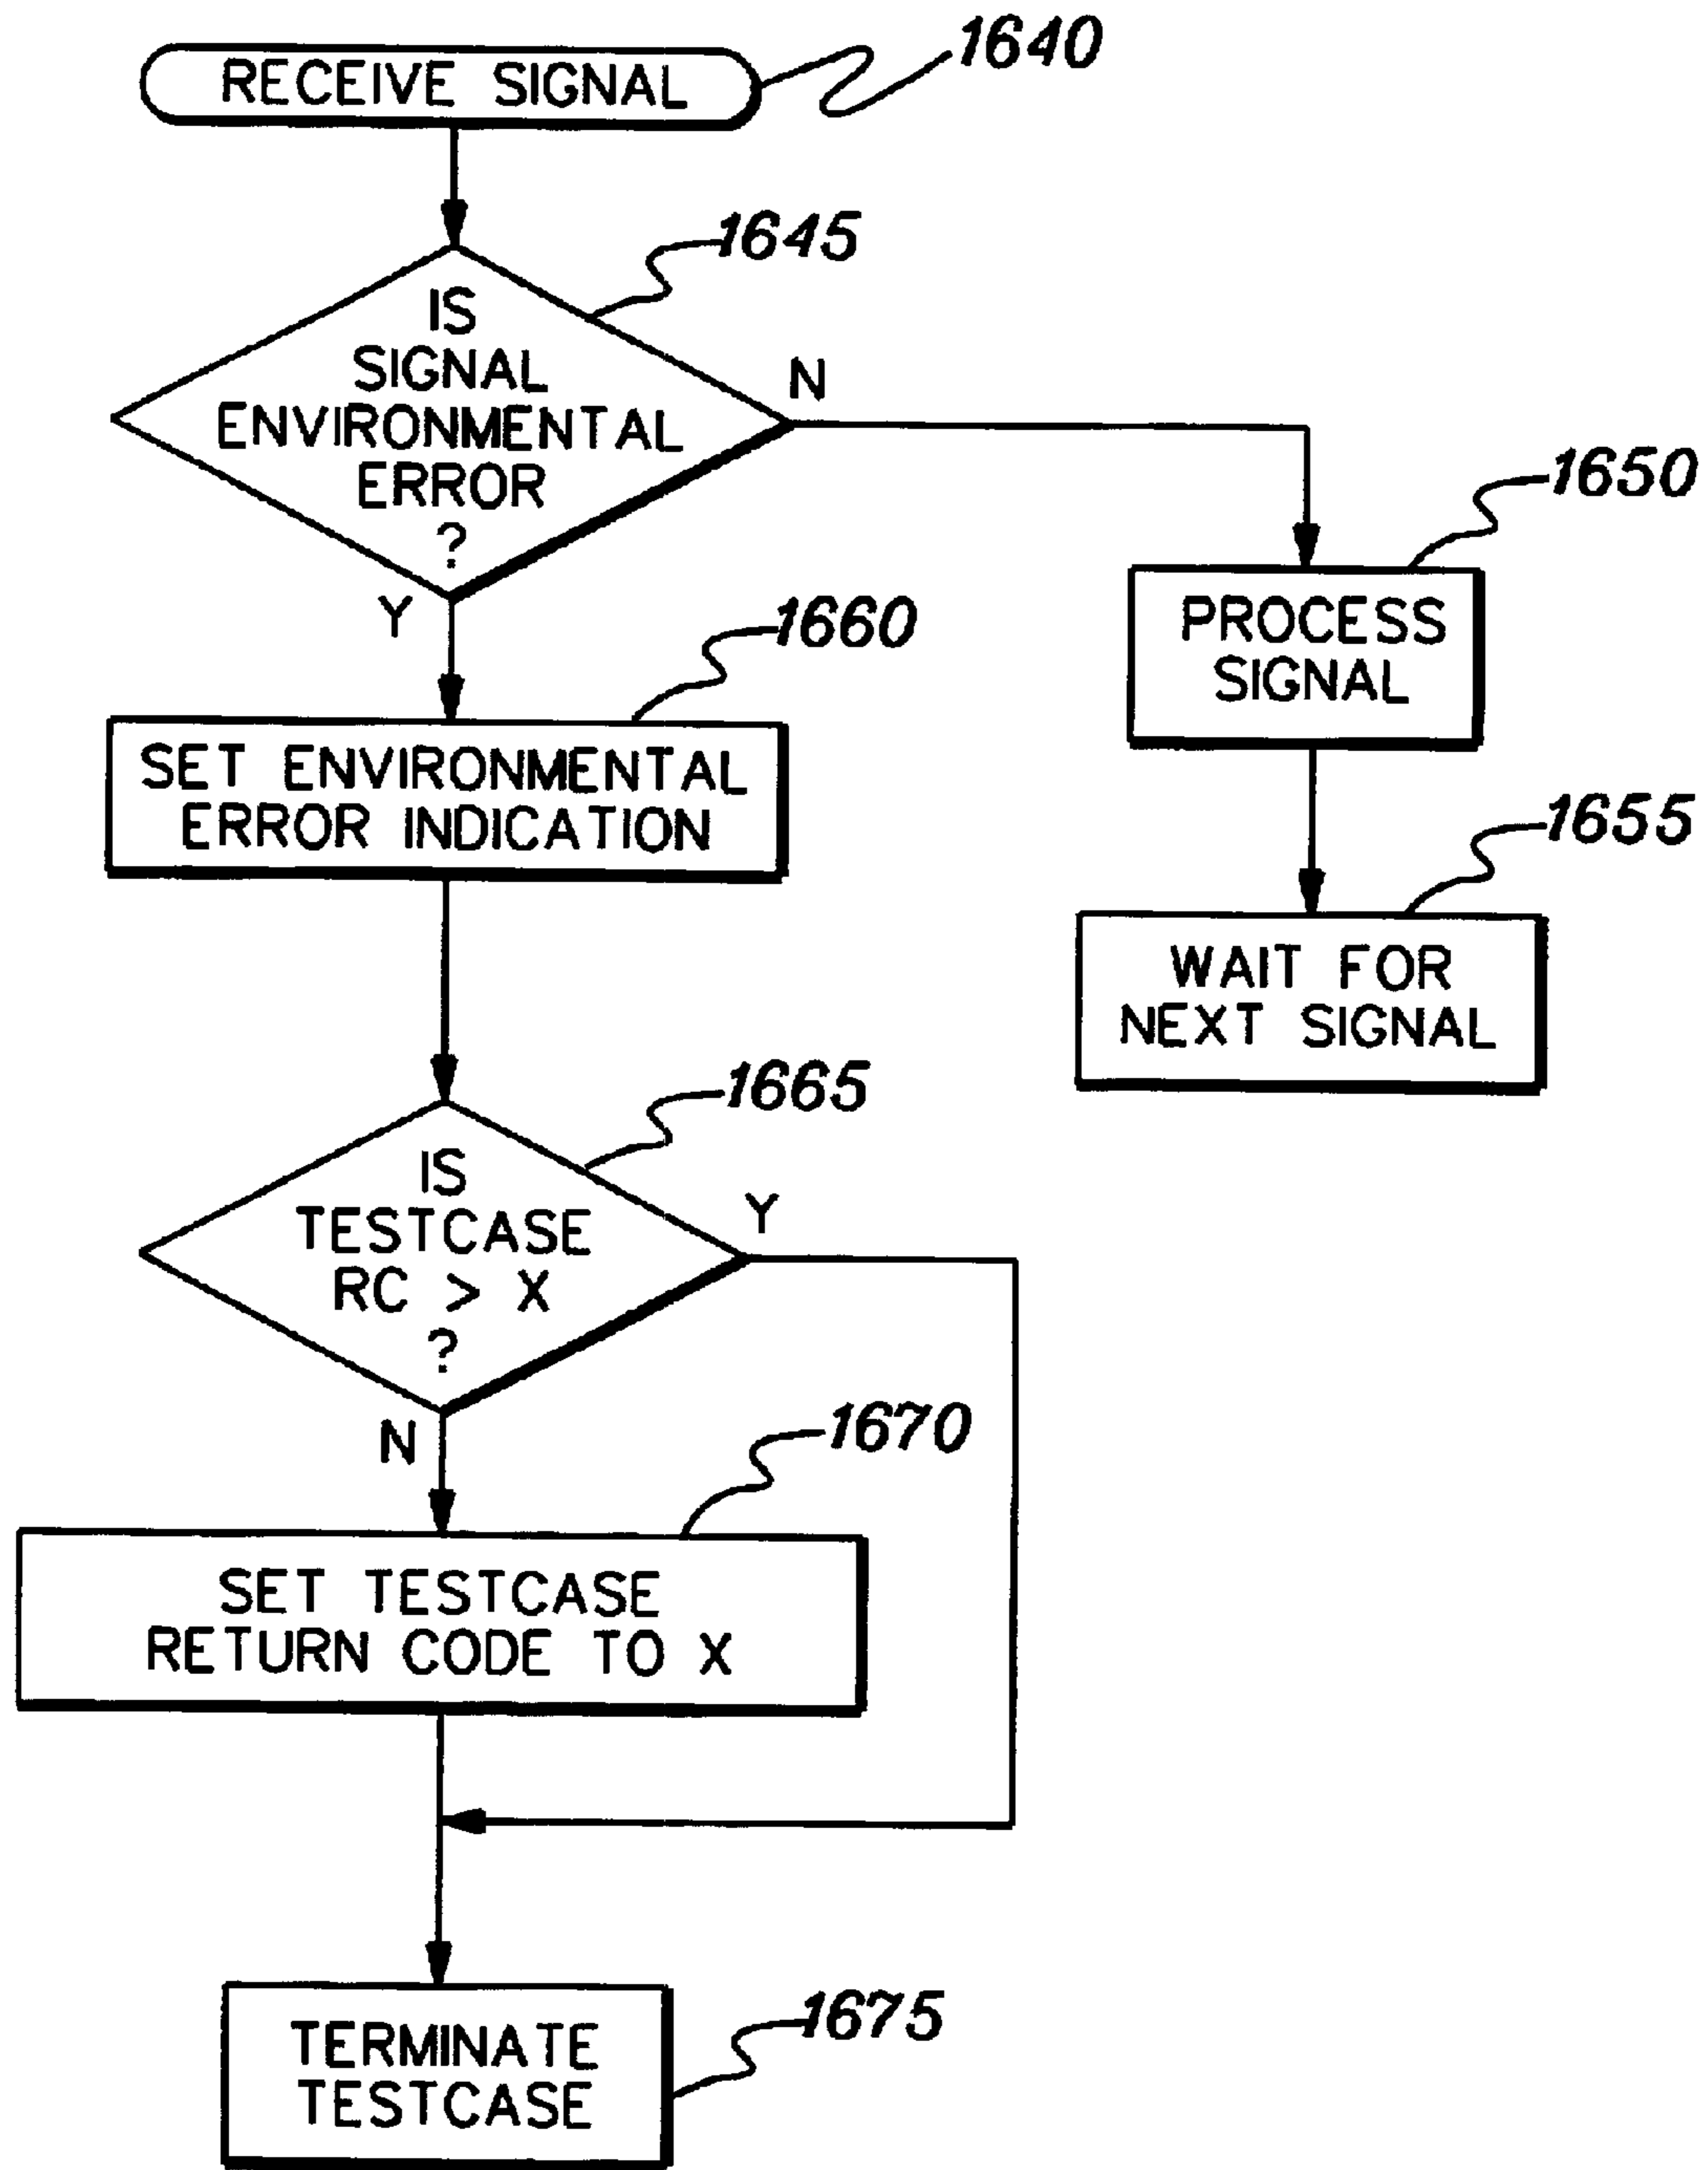 RECEIVE SIGNAL
1640
1645
IS
SIGNAL
ENVIRONMENTAL
ERROR
?
N
Y
1650
PROCESS
SIGNAL
1660
SET ENVIRONMENTAL
ERROR INDICATION
1655
WAIT FOR
NEXT SIGNAL
1665
IS
TESTCASE
RC > X
?
Y
N
1670
SET TESTCASE
RETURN CODE TO X
1675
TERMINATE
TESTCASE